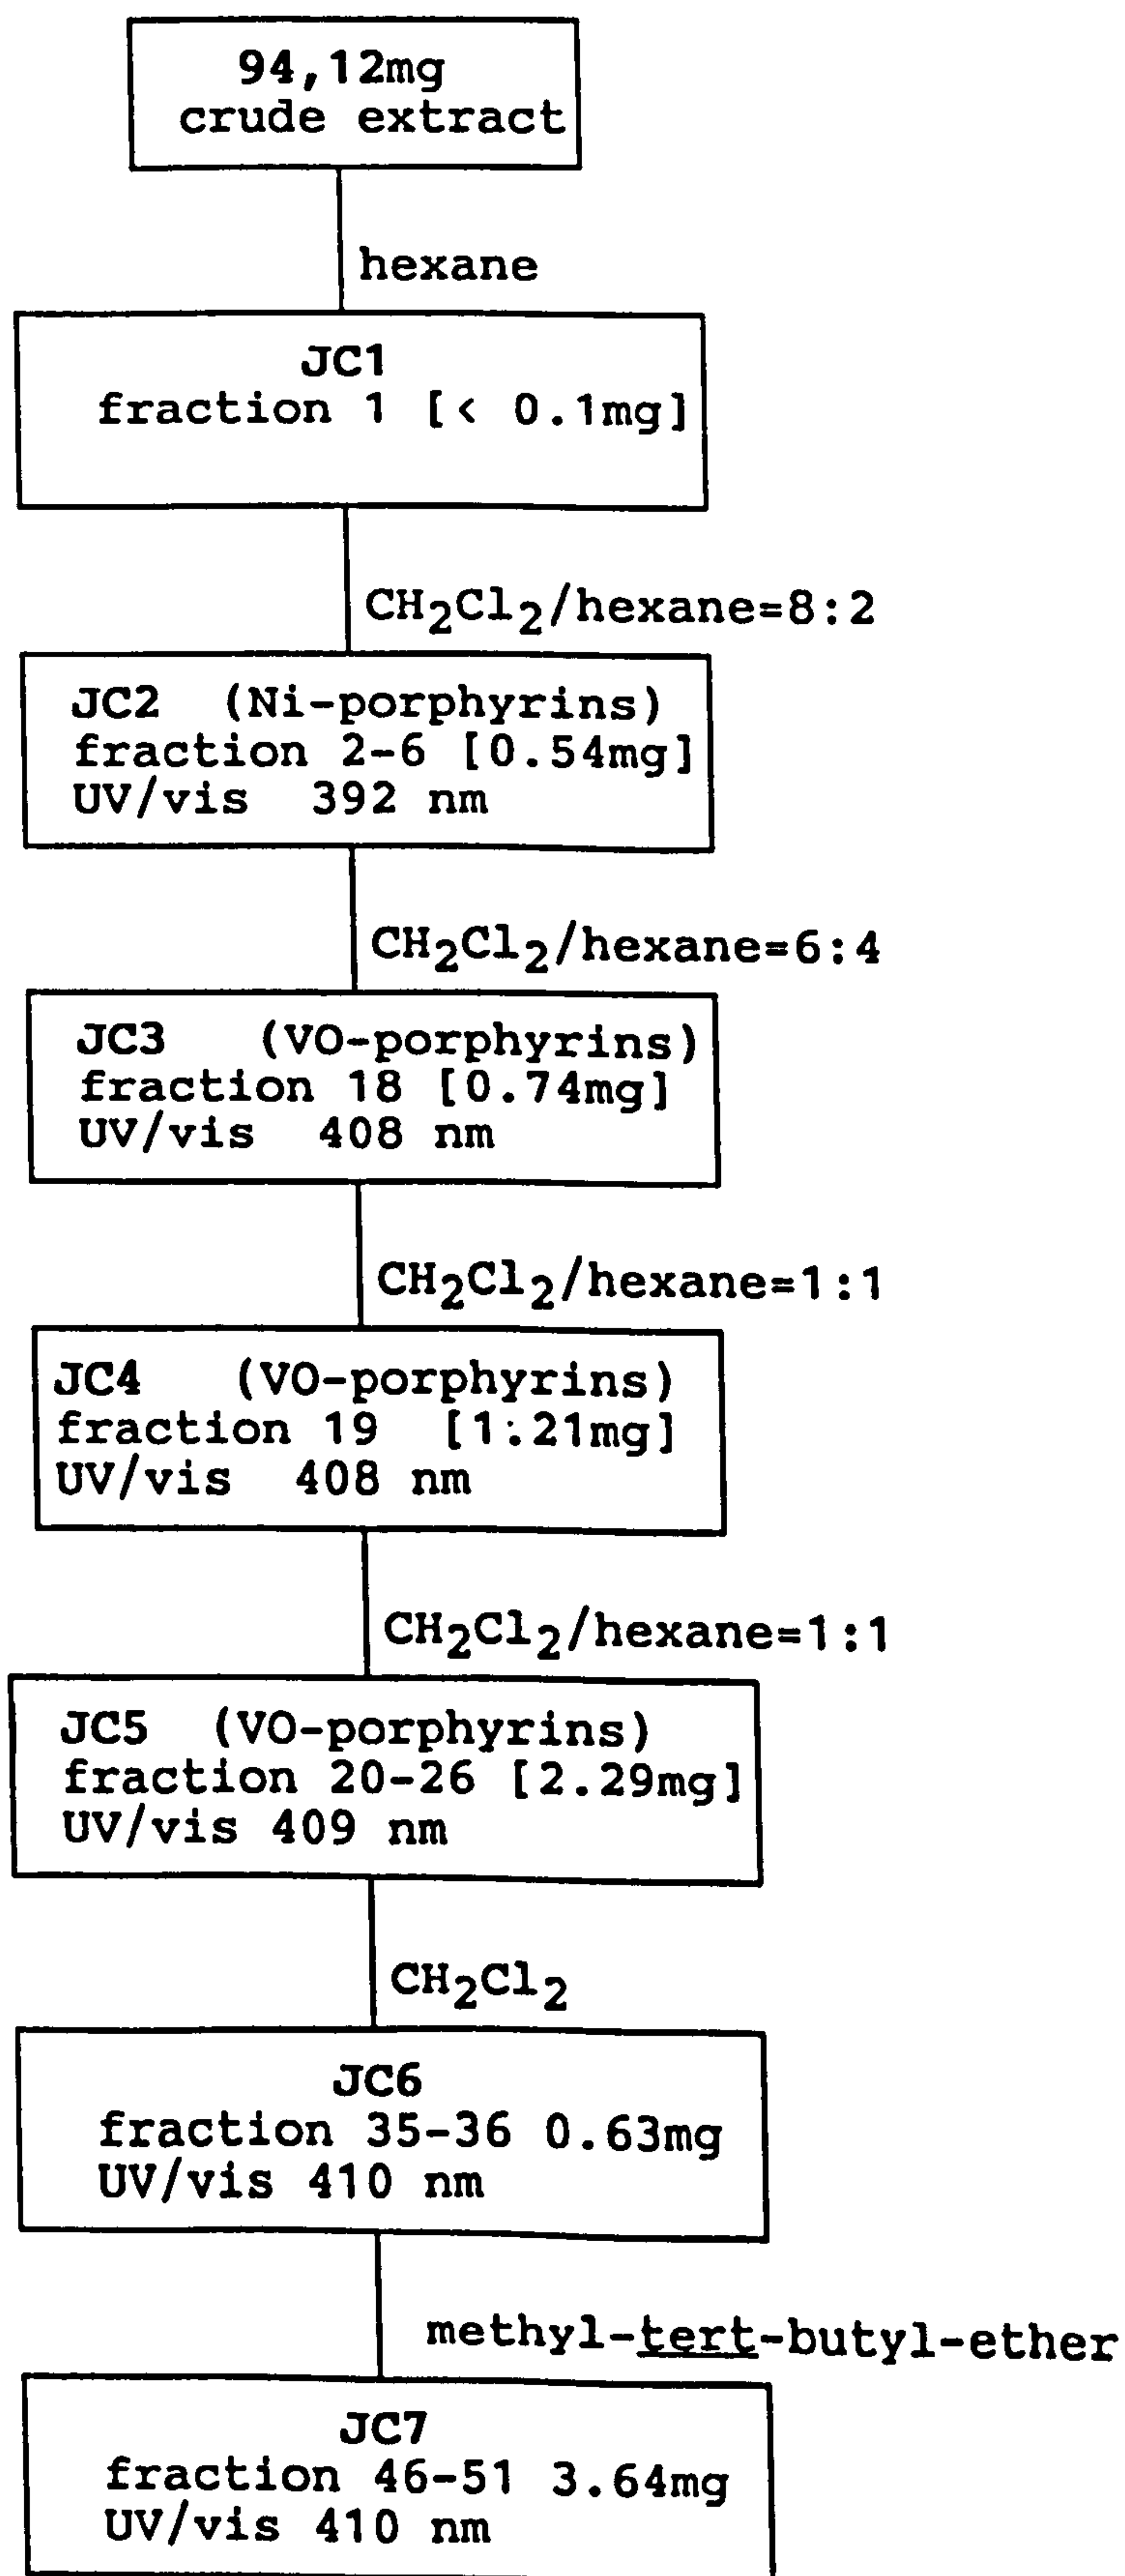 94,12mg
crude extract
hexane
JC1
fraction 1 [< 0.1mg]
CH₂Cl₂/hexane=8:2
JC2 (Ni-porphyrins)
fraction 2-6 [0.54mg]
UV/vis 392 nm
CH₂Cl₂/hexane=6:4
JC3 (VO-porphyrins)
fraction 18 [0.74mg]
UV/vis 408 nm
CH₂Cl₂/hexane=1:1
JC4 (VO-porphyrins)
fraction 19 [1.21mg]
UV/vis 408 nm
CH₂Cl₂/hexane=1:1
JC5 (VO-porphyrins)
fraction 20-26 [2.29mg]
UV/vis 409 nm
CH₂Cl₂
JC6
fraction 35-36 0.63mg
UV/vis 410 nm
methyl-tert-butyl-ether
JC7
fraction 46-51 3.64mg
UV/vis 410 nm